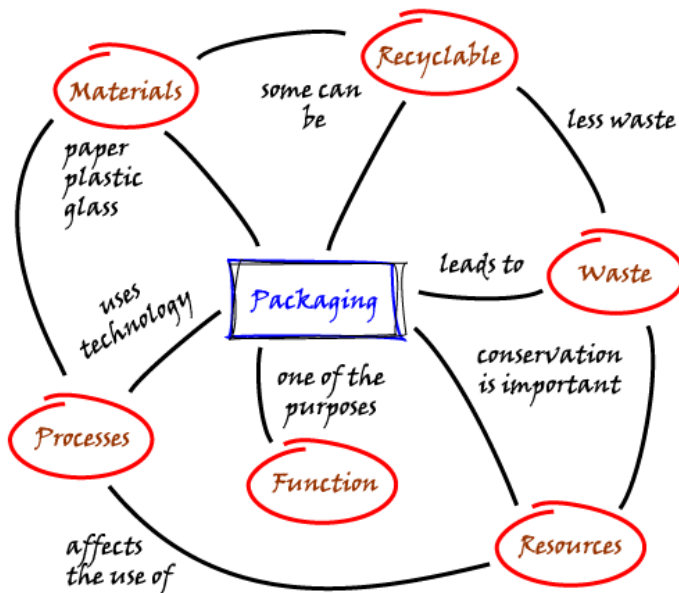 Recyclable
Materials
some can
be
less waste
paper
plastic
glass
leads to
Waste
Packaging
uses
technology
conservation
is important
one of the
purposes
Processes
Function
Resources
affects
the use of